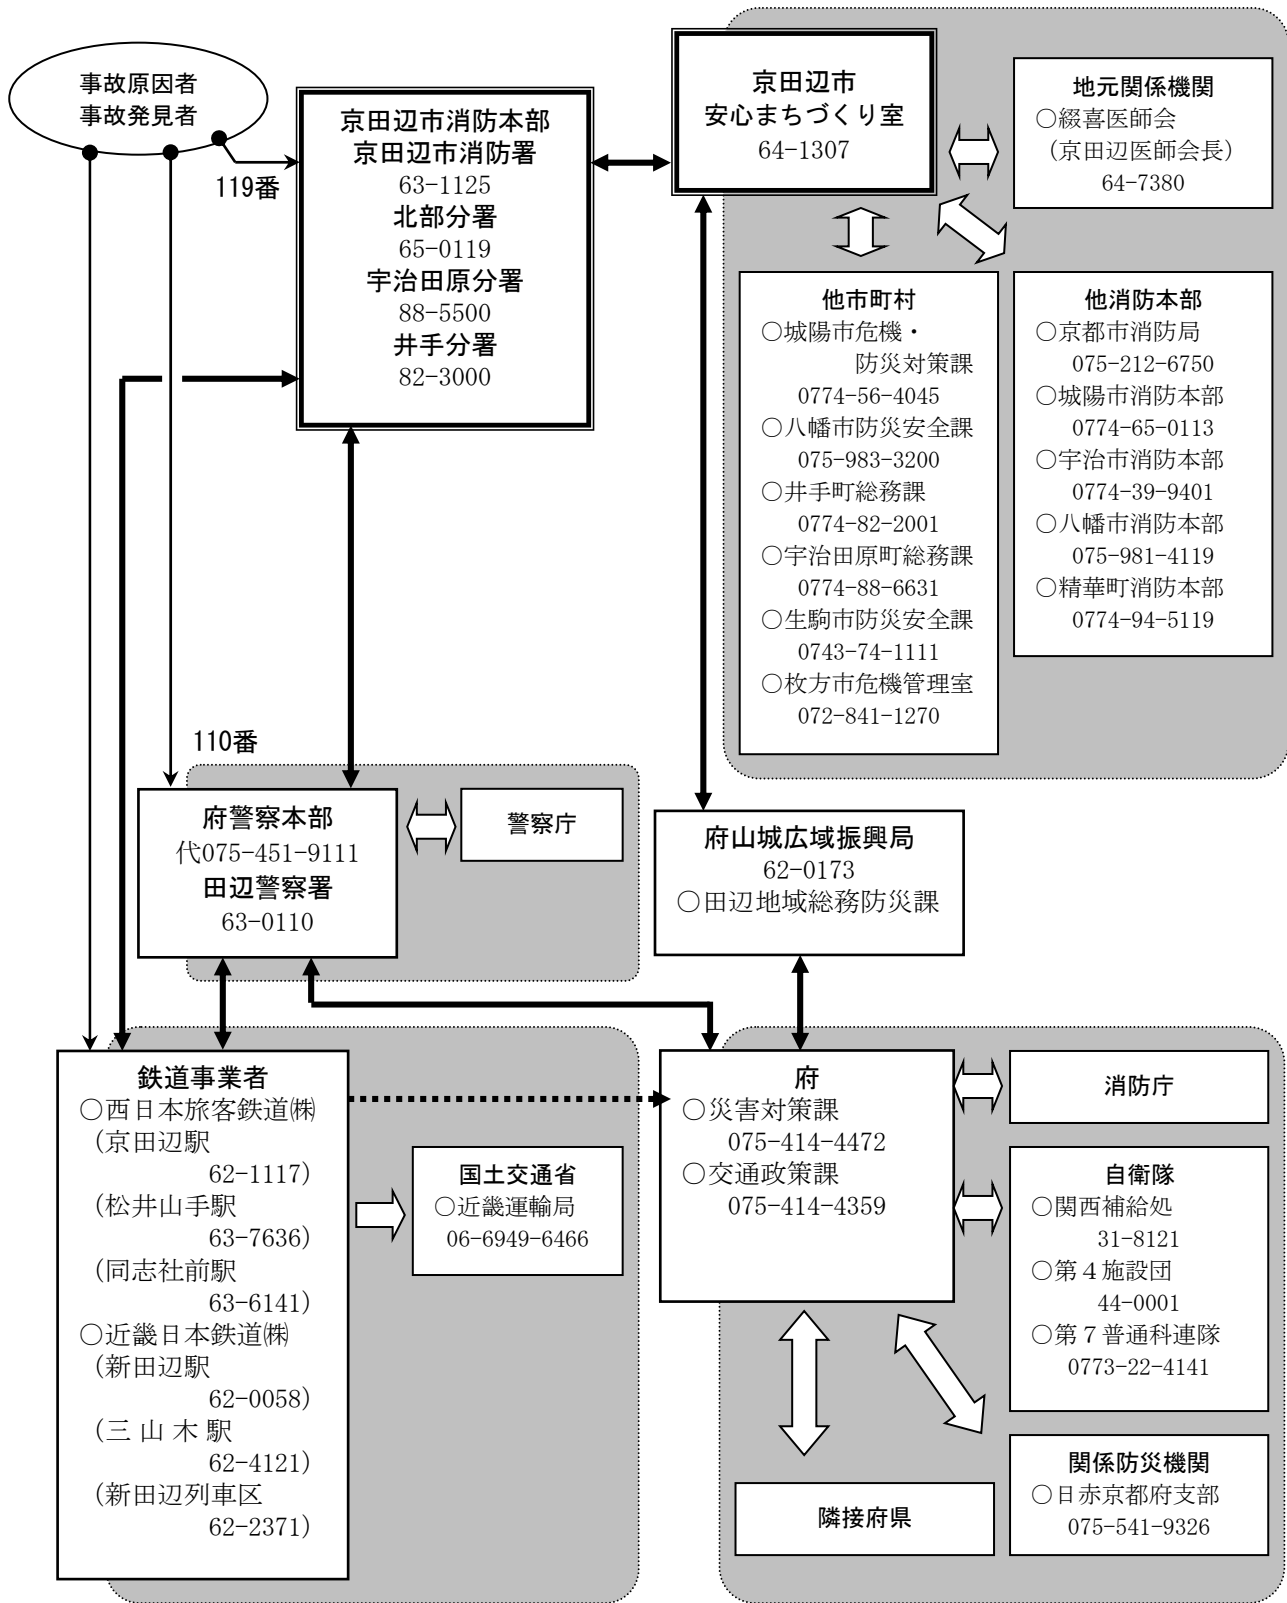 事故原因者
事故発見者
119番
京田辺市消防本部
京田辺市消防署
63-1125
北部分署
65-0119
宇治田原分署
88-5500
井手分署
82-3000
京田辺市
安心まちづくり室
64-1307
地元関係機関
○綴喜医師会
(京田辺医師会長)
64-7380
他市町村
○城陽市危機・
防災対策課
0774-56-4045
○八幡市防災安全課
075-983-3200
○井手町総務課
0774-82-2001
○宇治田原町総務課
0774-88-6631
○生駒市防災安全課
0743-74-1111
○枚方市危機管理室
072-841-1270
他消防本部
○京都市消防局
075-212-6750
○城陽市消防本部
0774-65-0113
○宇治市消防本部
0774-39-9401
○八幡市消防本部
075-981-4119
○精華町消防本部
0774-94-5119
110番
府警察本部
代075-451-9111
田辺警察署
63-0110
警察庁
府山城広域振興局
62-0173
○田辺地域総務防災課
鉄道事業者
○西日本旅客鉄道㈱
(京田辺駅
62-1117)
(松井山手駅
63-7636)
(同志社前駅
63-6141)
○近畿日本鉄道㈱
(新田辺駅
62-0058)
(三山木駅
62-4121)
(新田辺列車区
62-2371)
国土交通省
○近畿運輸局
06-6949-6466
府
○災害対策課
075-414-4472
○交通政策課
075-414-4359
消防庁
自衛隊
○関西補給処
31-8121
○第４施設団
44-0001
○第７普通科連隊
0773-22-4141
関係防災機関
○日赤京都府支部
075-541-9326
隣接府県